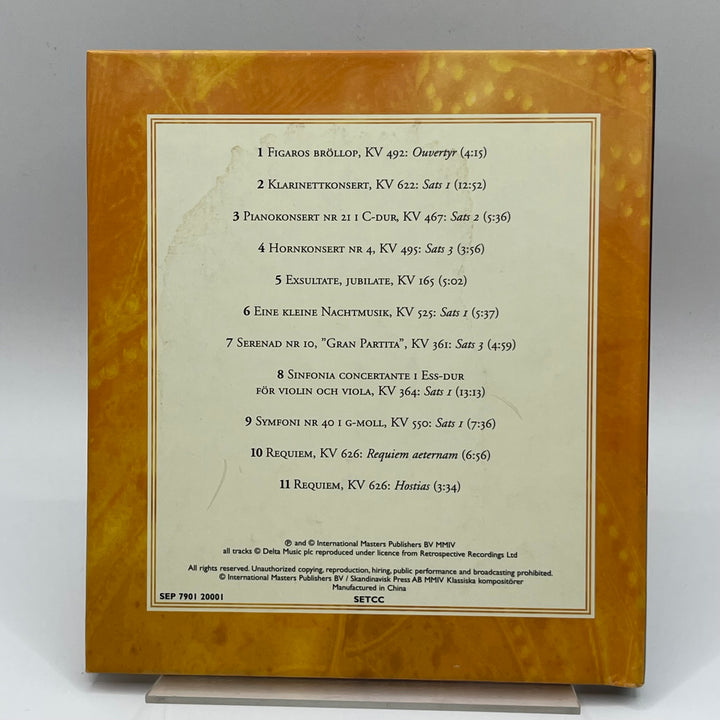 1 Figaros bröllop, KV 492: Ouvertyr (4:15)
2 Klarinettkonsert, KV 622: Sats 1 (12:52)
3 Pianokonsert nr 21 i C-dur, KV 467: Sats 2 (5:36)
4 Hornkonsert nr 4, KV 495: Sats 3 (3:56)
5 Exsultate, jubilate, KV 165 (5:02)
6 Eine kleine Nachtmusik, KV 525: Sats 1 (5:37)
7 Serenad nr 10, ”Gran Partita”, KV 361: Sats 3 (4:59)
8 Sinfonia concertante i Ess-dur
för violin och viola, KV 364: Sats 1 (13:13)
9 Symfoni nr 40 i g-moll, KV 550: Sats 1 (7:36)
10 Requiem, KV 626: Requiem aeternam (6:56)
11 Requiem, KV 626: Hostias (3:34)
℗ and © International Masters Publishers BV MMIV
all tracks © Delta Music plc reproduced under licence from Retrospective Recordings Ltd
All rights reserved. Unauthorized copying, reproduction, hiring, public performance and broadcasting prohibited.
© International Masters Publishers BV / Skandinavisk Press AB MMIV Klassiska kompositörer
Manufactured in China
SEP 7901 20001 SETCC